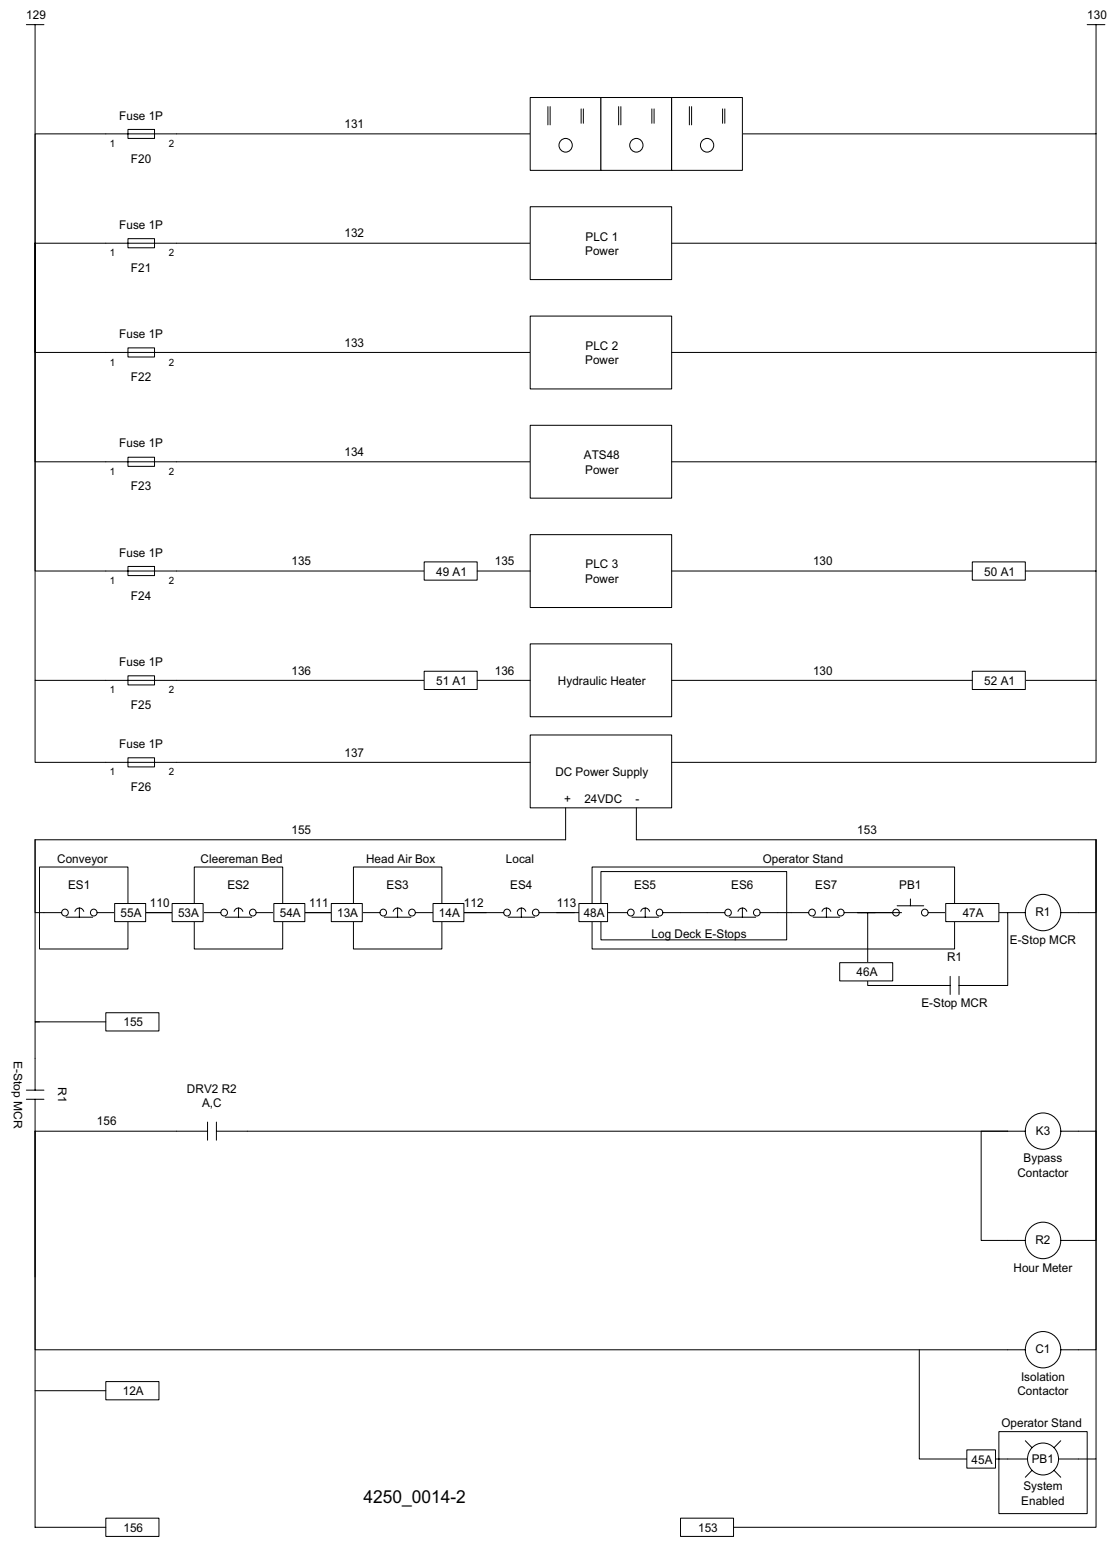 129
130
Fuse 1P
131
1
2
F20
Fuse 1P
132
1
2
F21
PLC 1
Power
Fuse 1P
133
1
2
F22
PLC 2
Power
Fuse 1P
134
1
2
F23
ATS48
Power
Fuse 1P
135
1
2
F24
49 A1
135
PLC 3
Power
130
50 A1
Fuse 1P
136
1
2
F25
51 A1
136
Hydraulic Heater
130
52 A1
Fuse 1P
137
1
2
F26
DC Power Supply
+ 24VDC -
155
153
Conveyor
Cleereman Bed
Head Air Box
Local
Operator Stand
ES1
ES2
ES3
ES4
ES5
ES6
ES7
PB1
55A
110
53A
54A
111
13A
14A
112
113
48A
47A
R1
E-Stop MCR
Log Deck E-Stops
46A
R1
E-Stop MCR
155
E-Stop MCR
R1
DRV2 R2
A,C
156
K3
Bypass
Contactor
R2
Hour Meter
C1
Isolation
Contactor
12A
Operator Stand
45A
PB1
System
Enabled
4250_0014-2
156
153